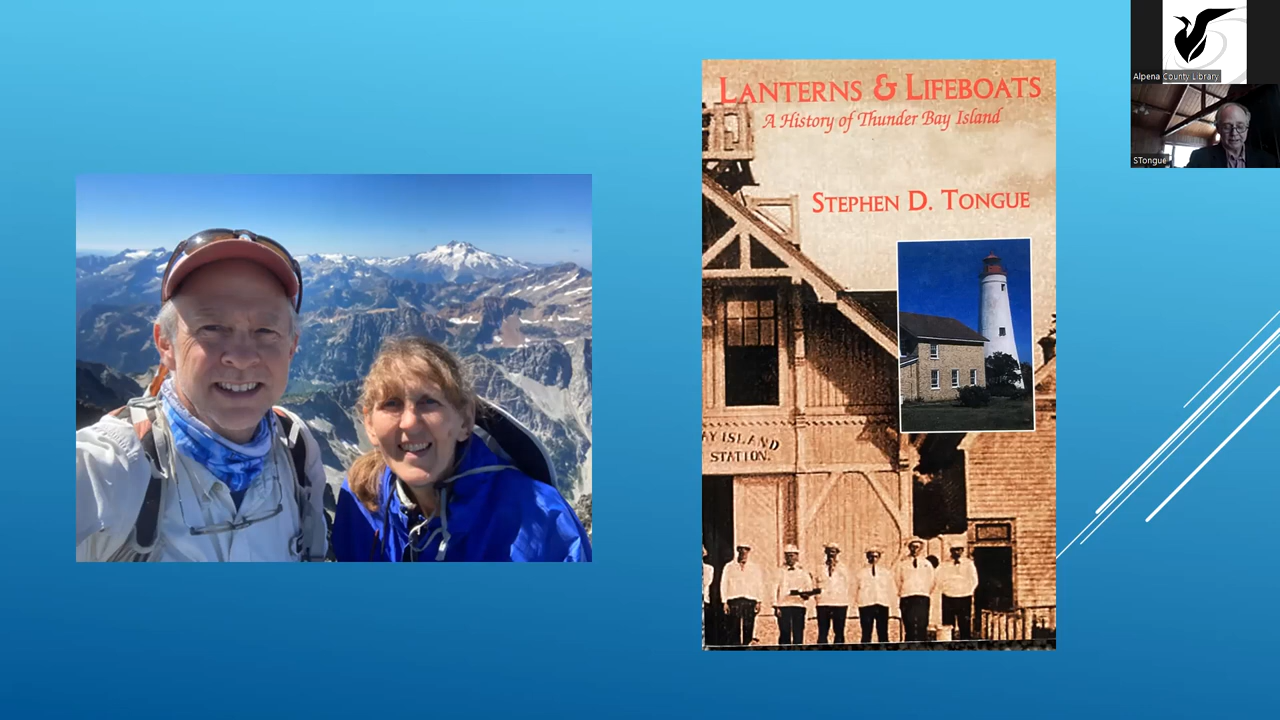 LANTERNS & LIFEBOATS
A History of Thunder Bay Island
STEPHEN D. TONGUE
AY ISLAND
STATION.
Alpena County Library
STongue